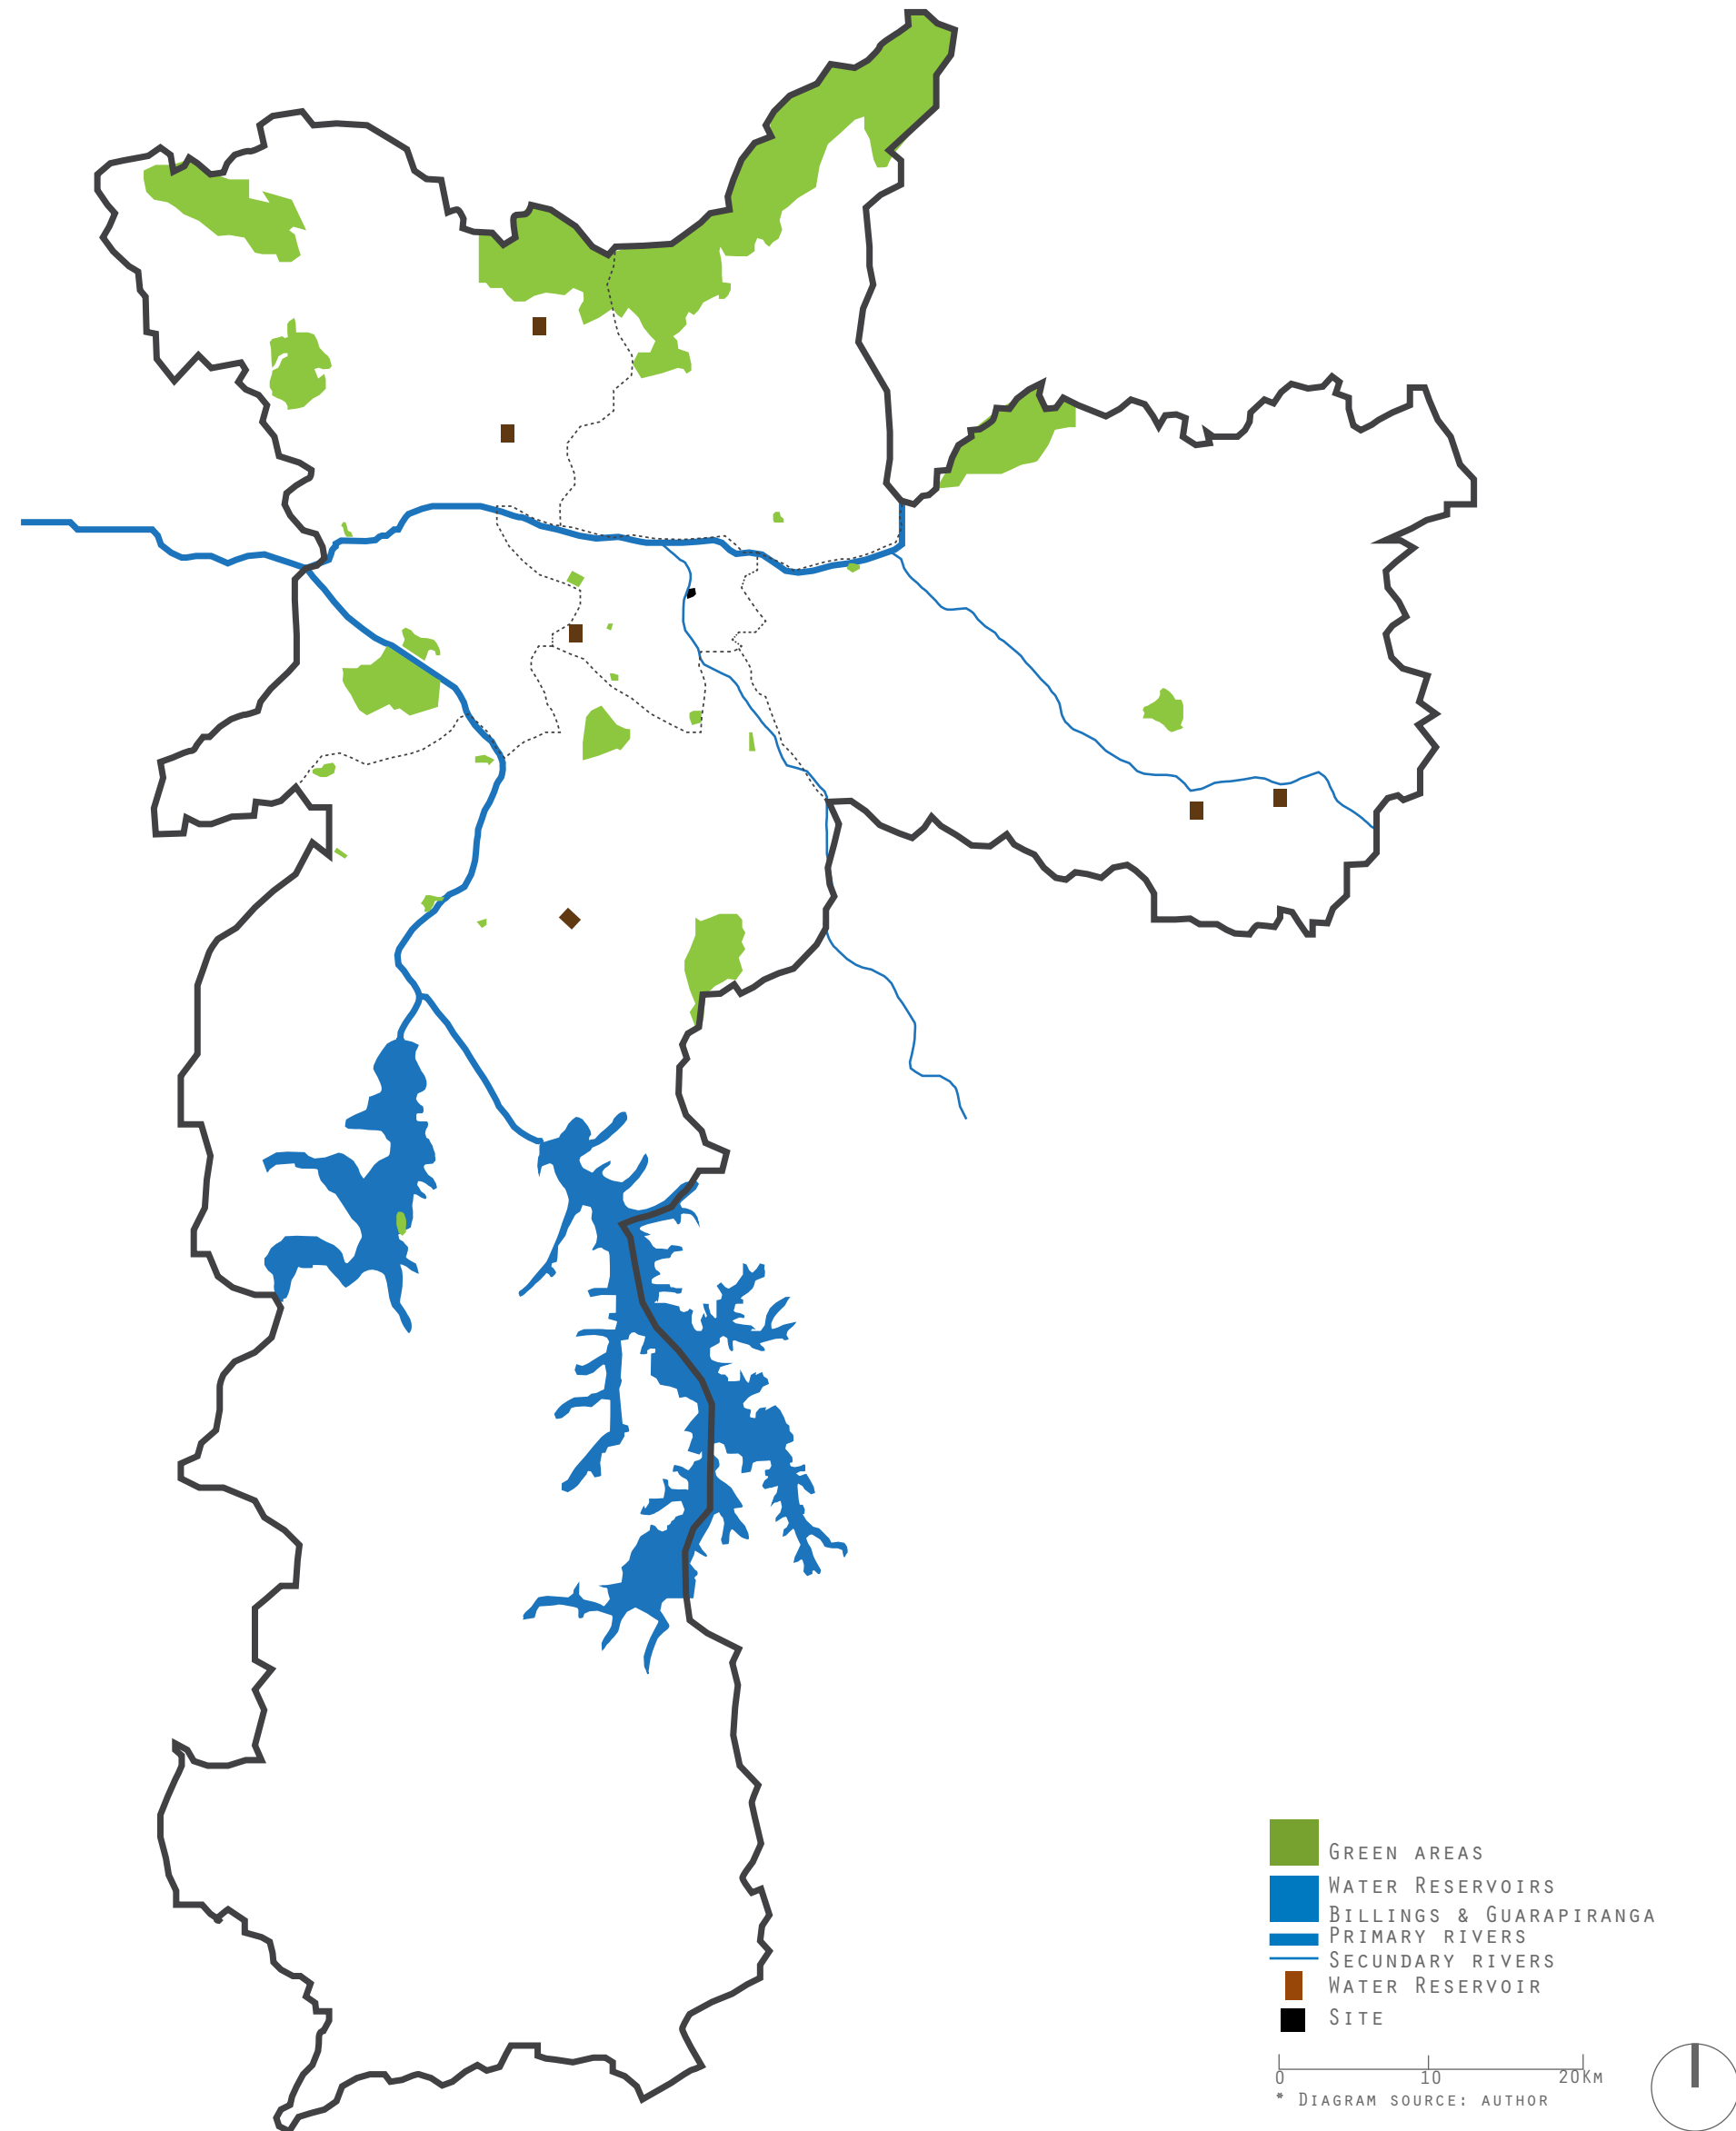 Green areas
Water Reservoirs
Billings & Guarapiranga
Primary rivers
Secundary rivers
Water Reservoir
Site
0 10 20Km
* Diagram source: author